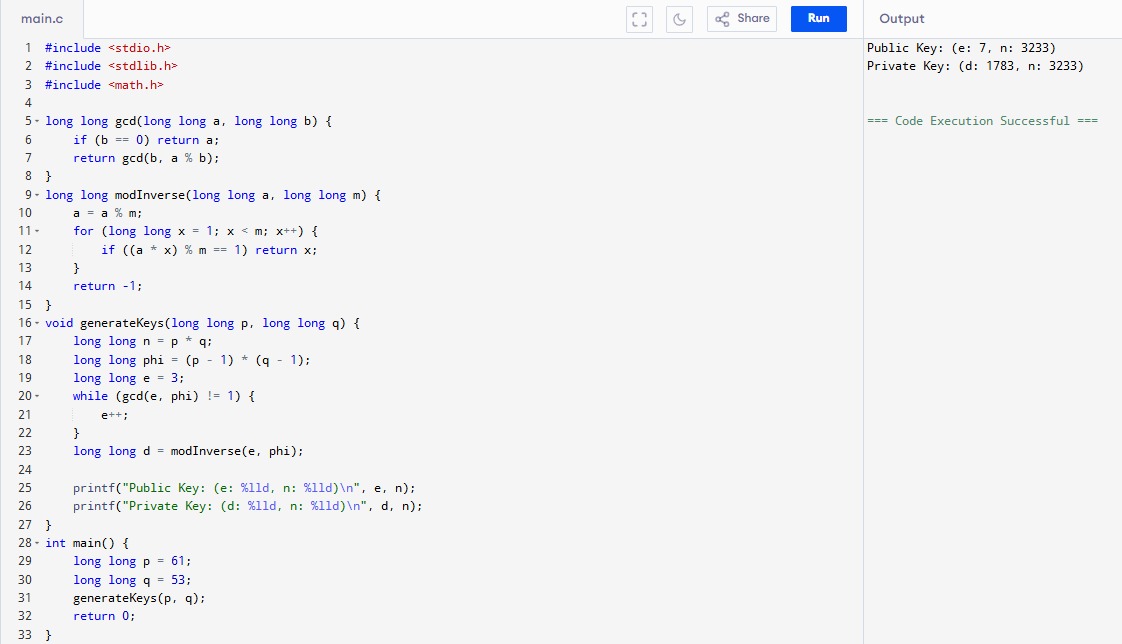 main.c
Share
Run
Output
1 #include <stdio.h>
2 #include <stdlib.h>
3 #include <math.h>
4
5 long long gcd(long long a, long long b) {
6     if (b == 0) return a;
7     return gcd(b, a % b);
8 }
9 long long modInverse(long long a, long long m) {
10     a = a % m;
11     for (long long x = 1; x < m; x++) {
12         if ((a * x) % m == 1) return x;
13     }
14     return -1;
15 }
16 void generateKeys(long long p, long long q) {
17     long long n = p * q;
18     long long phi = (p - 1) * (q - 1);
19     long long e = 3;
20     while (gcd(e, phi) != 1) {
21         e++;
22     }
23     long long d = modInverse(e, phi);
24
25     printf("Public Key: (e: %lld, n: %lld)\n", e, n);
26     printf("Private Key: (d: %lld, n: %lld)\n", d, n);
27 }
28 int main() {
29     long long p = 61;
30     long long q = 53;
31     generateKeys(p, q);
32     return 0;
33 }
Public Key: (e: 7, n: 3233)
Private Key: (d: 1783, n: 3233)
=== Code Execution Successful ===